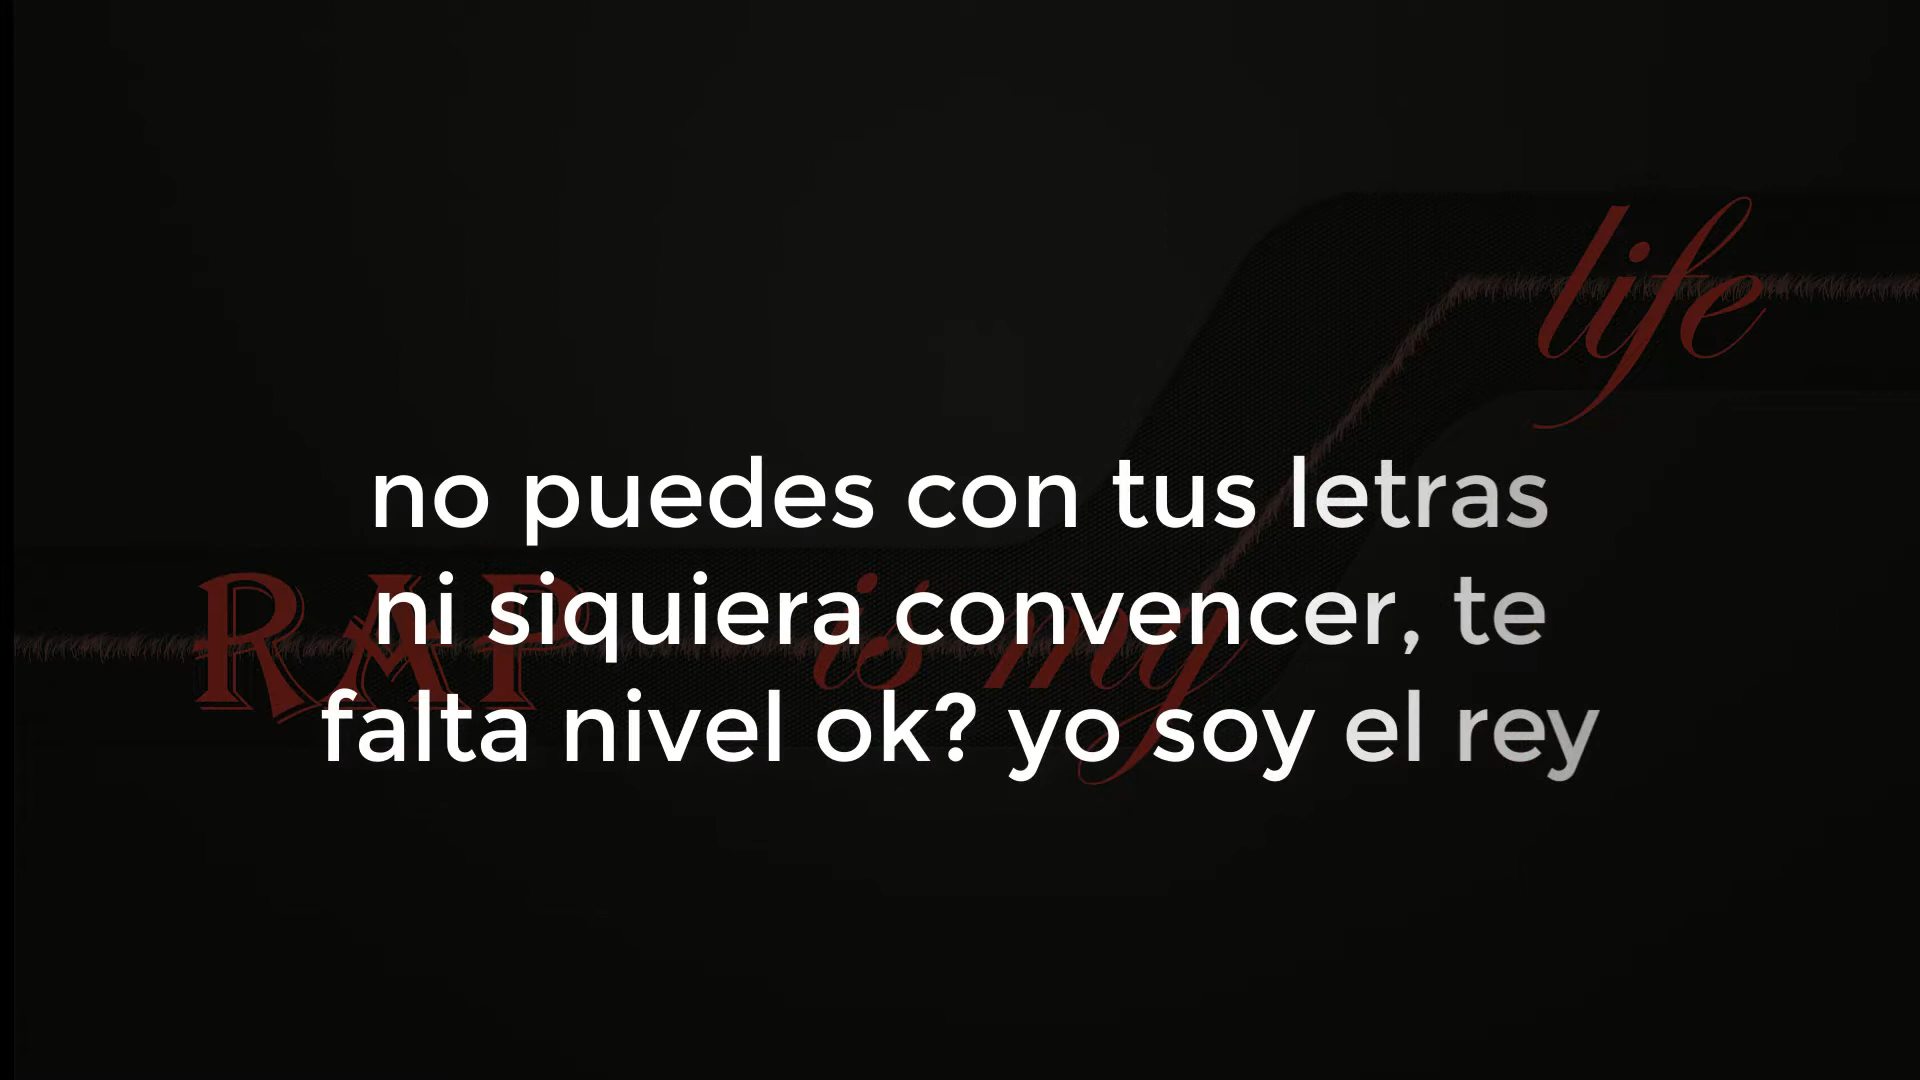 life
no puedes con tus letras
ni siquiera convencer, te
falta nivel ok? yo soy el rey
RAP is my